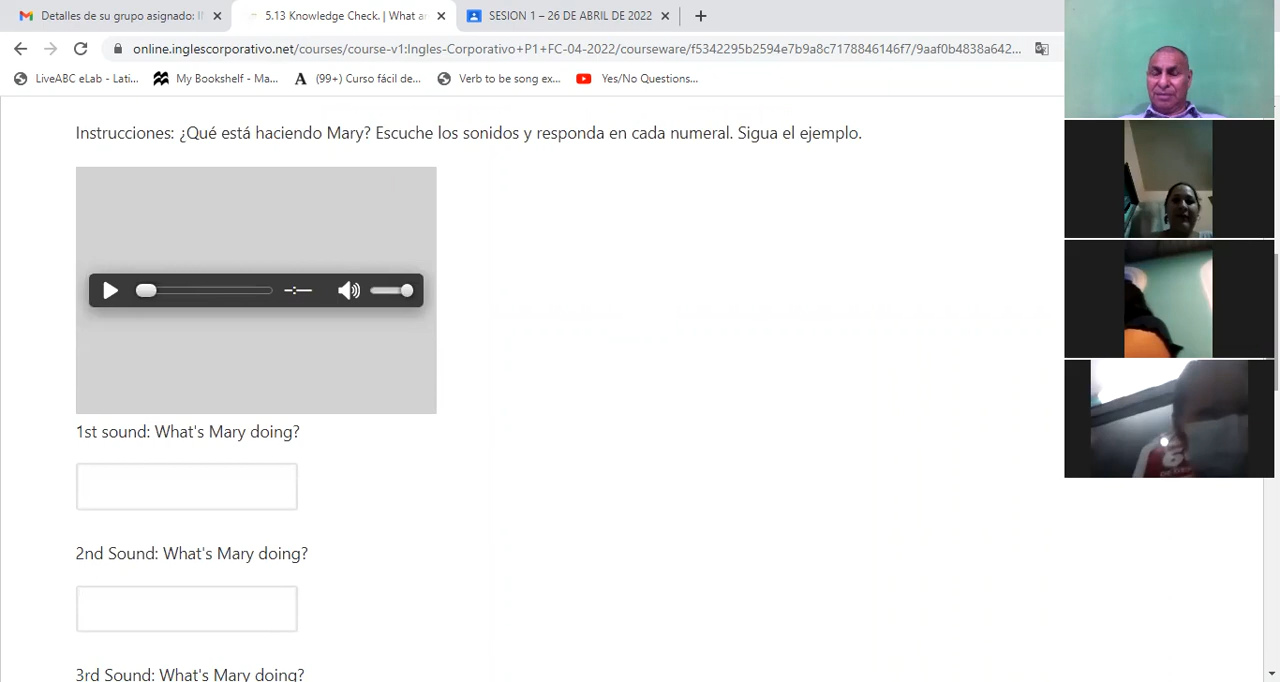 Detalles de su grupo asignado: I
5.13 Knowledge Check. | What a
SESION 1 – 26 DE ABRIL DE 2022
online.inglescorporativo.net/courses/course-v1:Ingles-Corporativo+P1+FC-04-2022/courseware/f5342295b2594e7b9a8c7178846146f7/9aaf0b4838a642...
LiveABC eLab - Lati...
My Bookshelf - Ma...
(99+) Curso fácil de...
Verb to be song ex...
Yes/No Questions...
Instrucciones: ¿Qué está haciendo Mary? Escuche los sonidos y responda en cada numeral. Sigua el ejemplo.
-:--
1st sound: What's Mary doing?
2nd Sound: What's Mary doing?
3rd Sound: What's Mary doing?